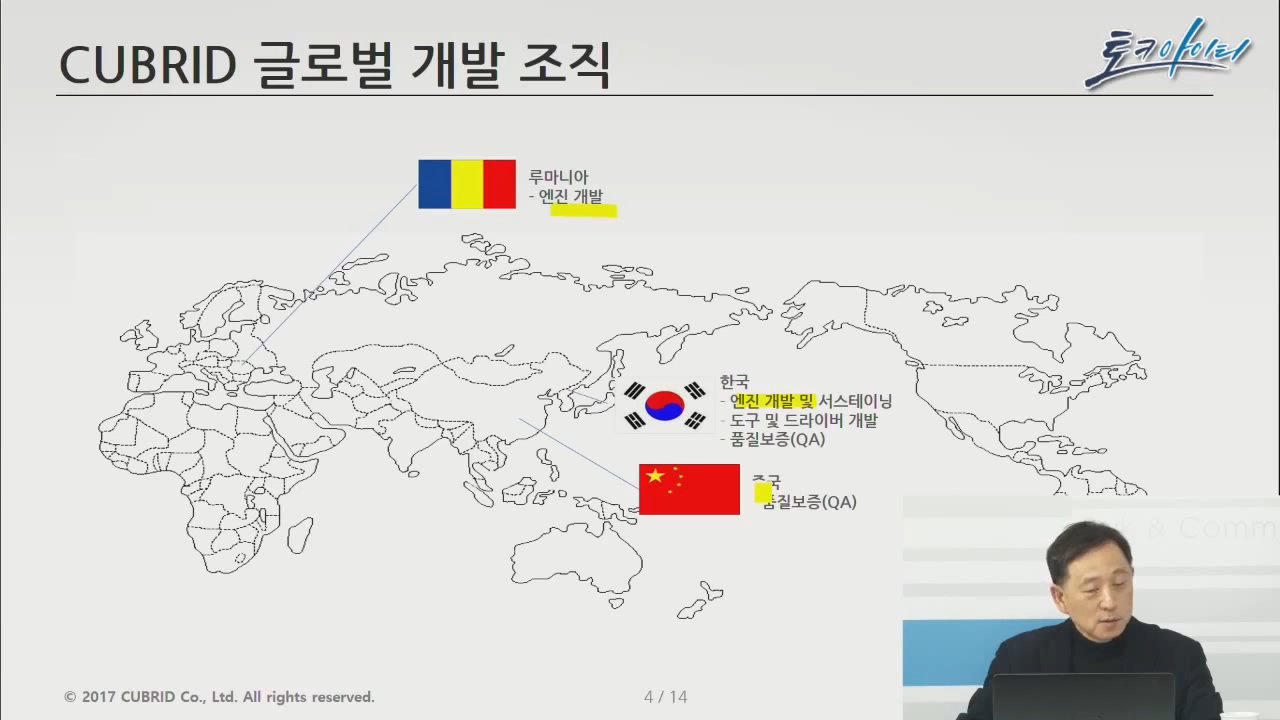 CUBRID 글로벌 개발 조직
토크아이티
루마니아
- 엔진 개발
한국
- 엔진 개발 및 서스테이닝
- 도구 및 드라이버 개발
- 품질보증(QA)
중국
품질보증(QA)
& Comm
© 2017 CUBRID Co., Ltd. All rights reserved.
4 / 14